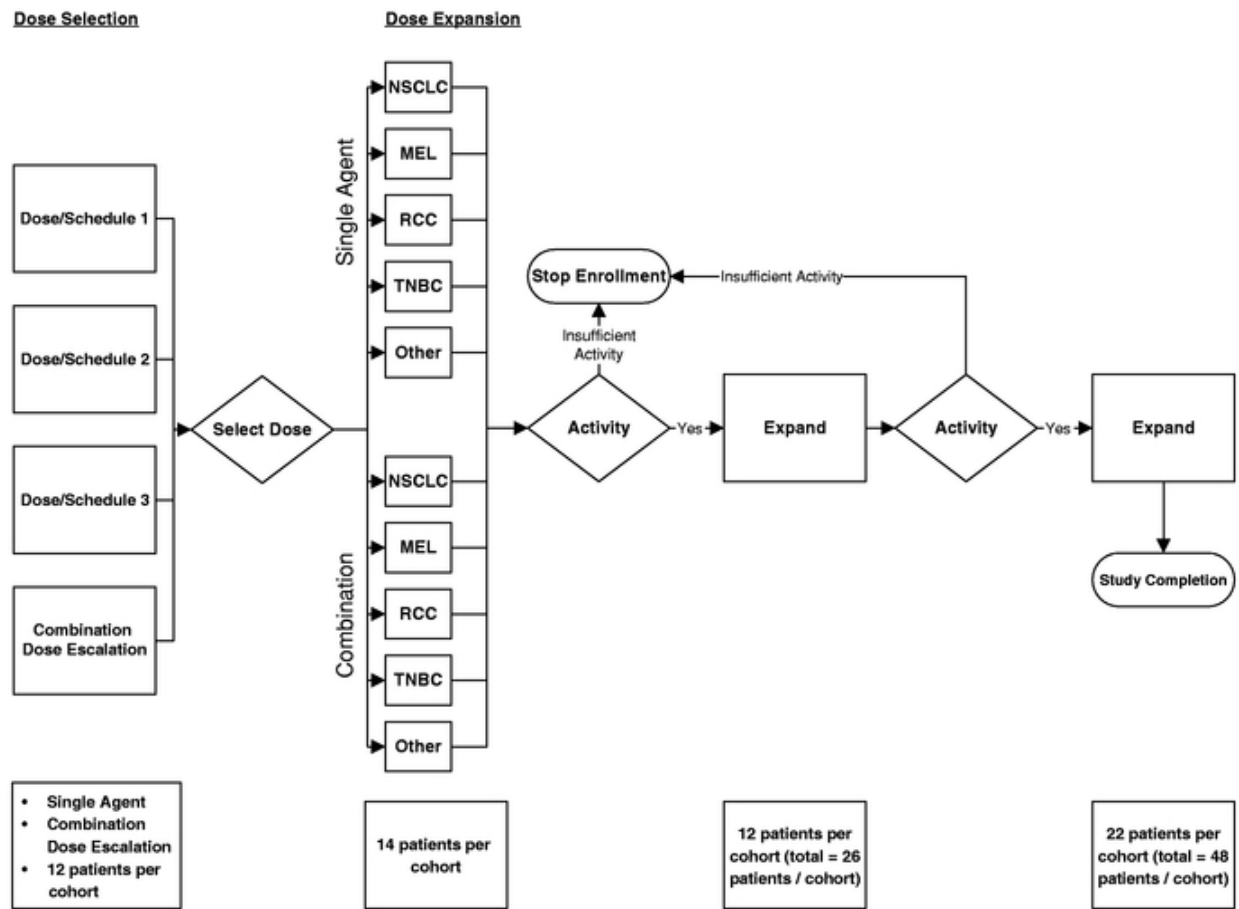 Dose Selection
Dose Expansion
Dose/Schedule 1
Dose/Schedule 2
Dose/Schedule 3
Combination
Dose Escalation
Select Dose
Single Agent
NSCLC
MEL
RCC
TNBC
Other
Combination
NSCLC
MEL
RCC
TNBC
Other
Stop Enrollment
Insufficient Activity
Insufficient
Activity
Activity
Yes
Expand
Activity
Yes
Expand
Study Completion
• Single Agent
• Combination
Dose Escalation
• 12 patients per
cohort
14 patients per
cohort
12 patients per
cohort (total = 26
patients / cohort)
22 patients per
cohort (total = 48
patients / cohort)